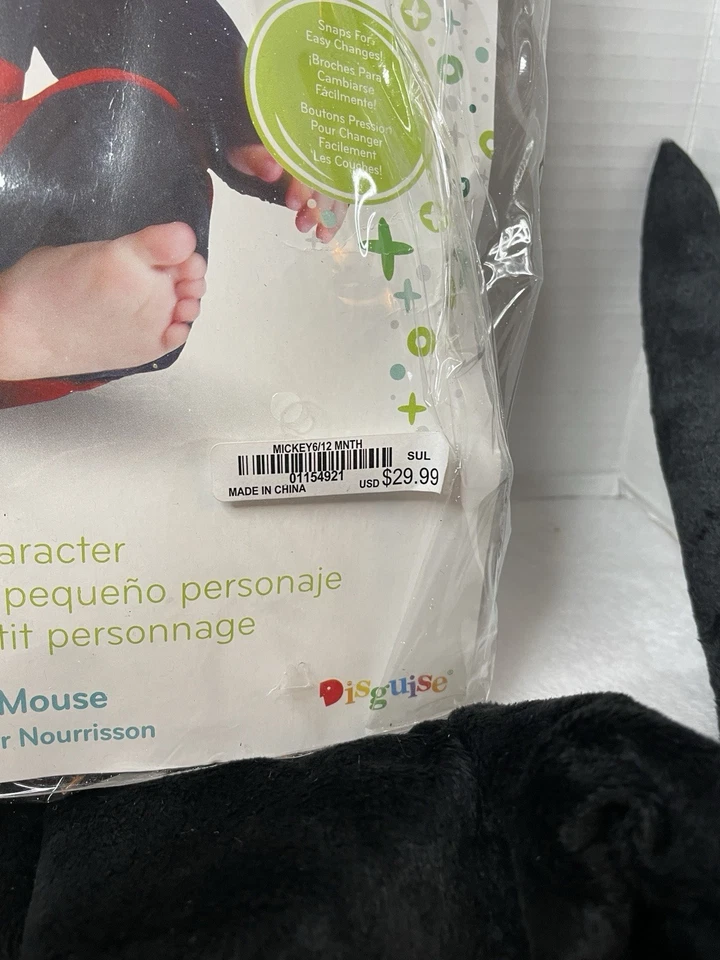 Snaps For
Easy Changes!
¡Broches Para
Cambiarse
Fácilmente!
Boutons Pression
Pour Changer
Facilement
Les Couches!
MICKEY6/12 MNTH
SUL
01154921
MADE IN CHINA
USD $29.99
aracter
pequeño personaje
tit personnage
Mouse
r Nourrisson
Disguise